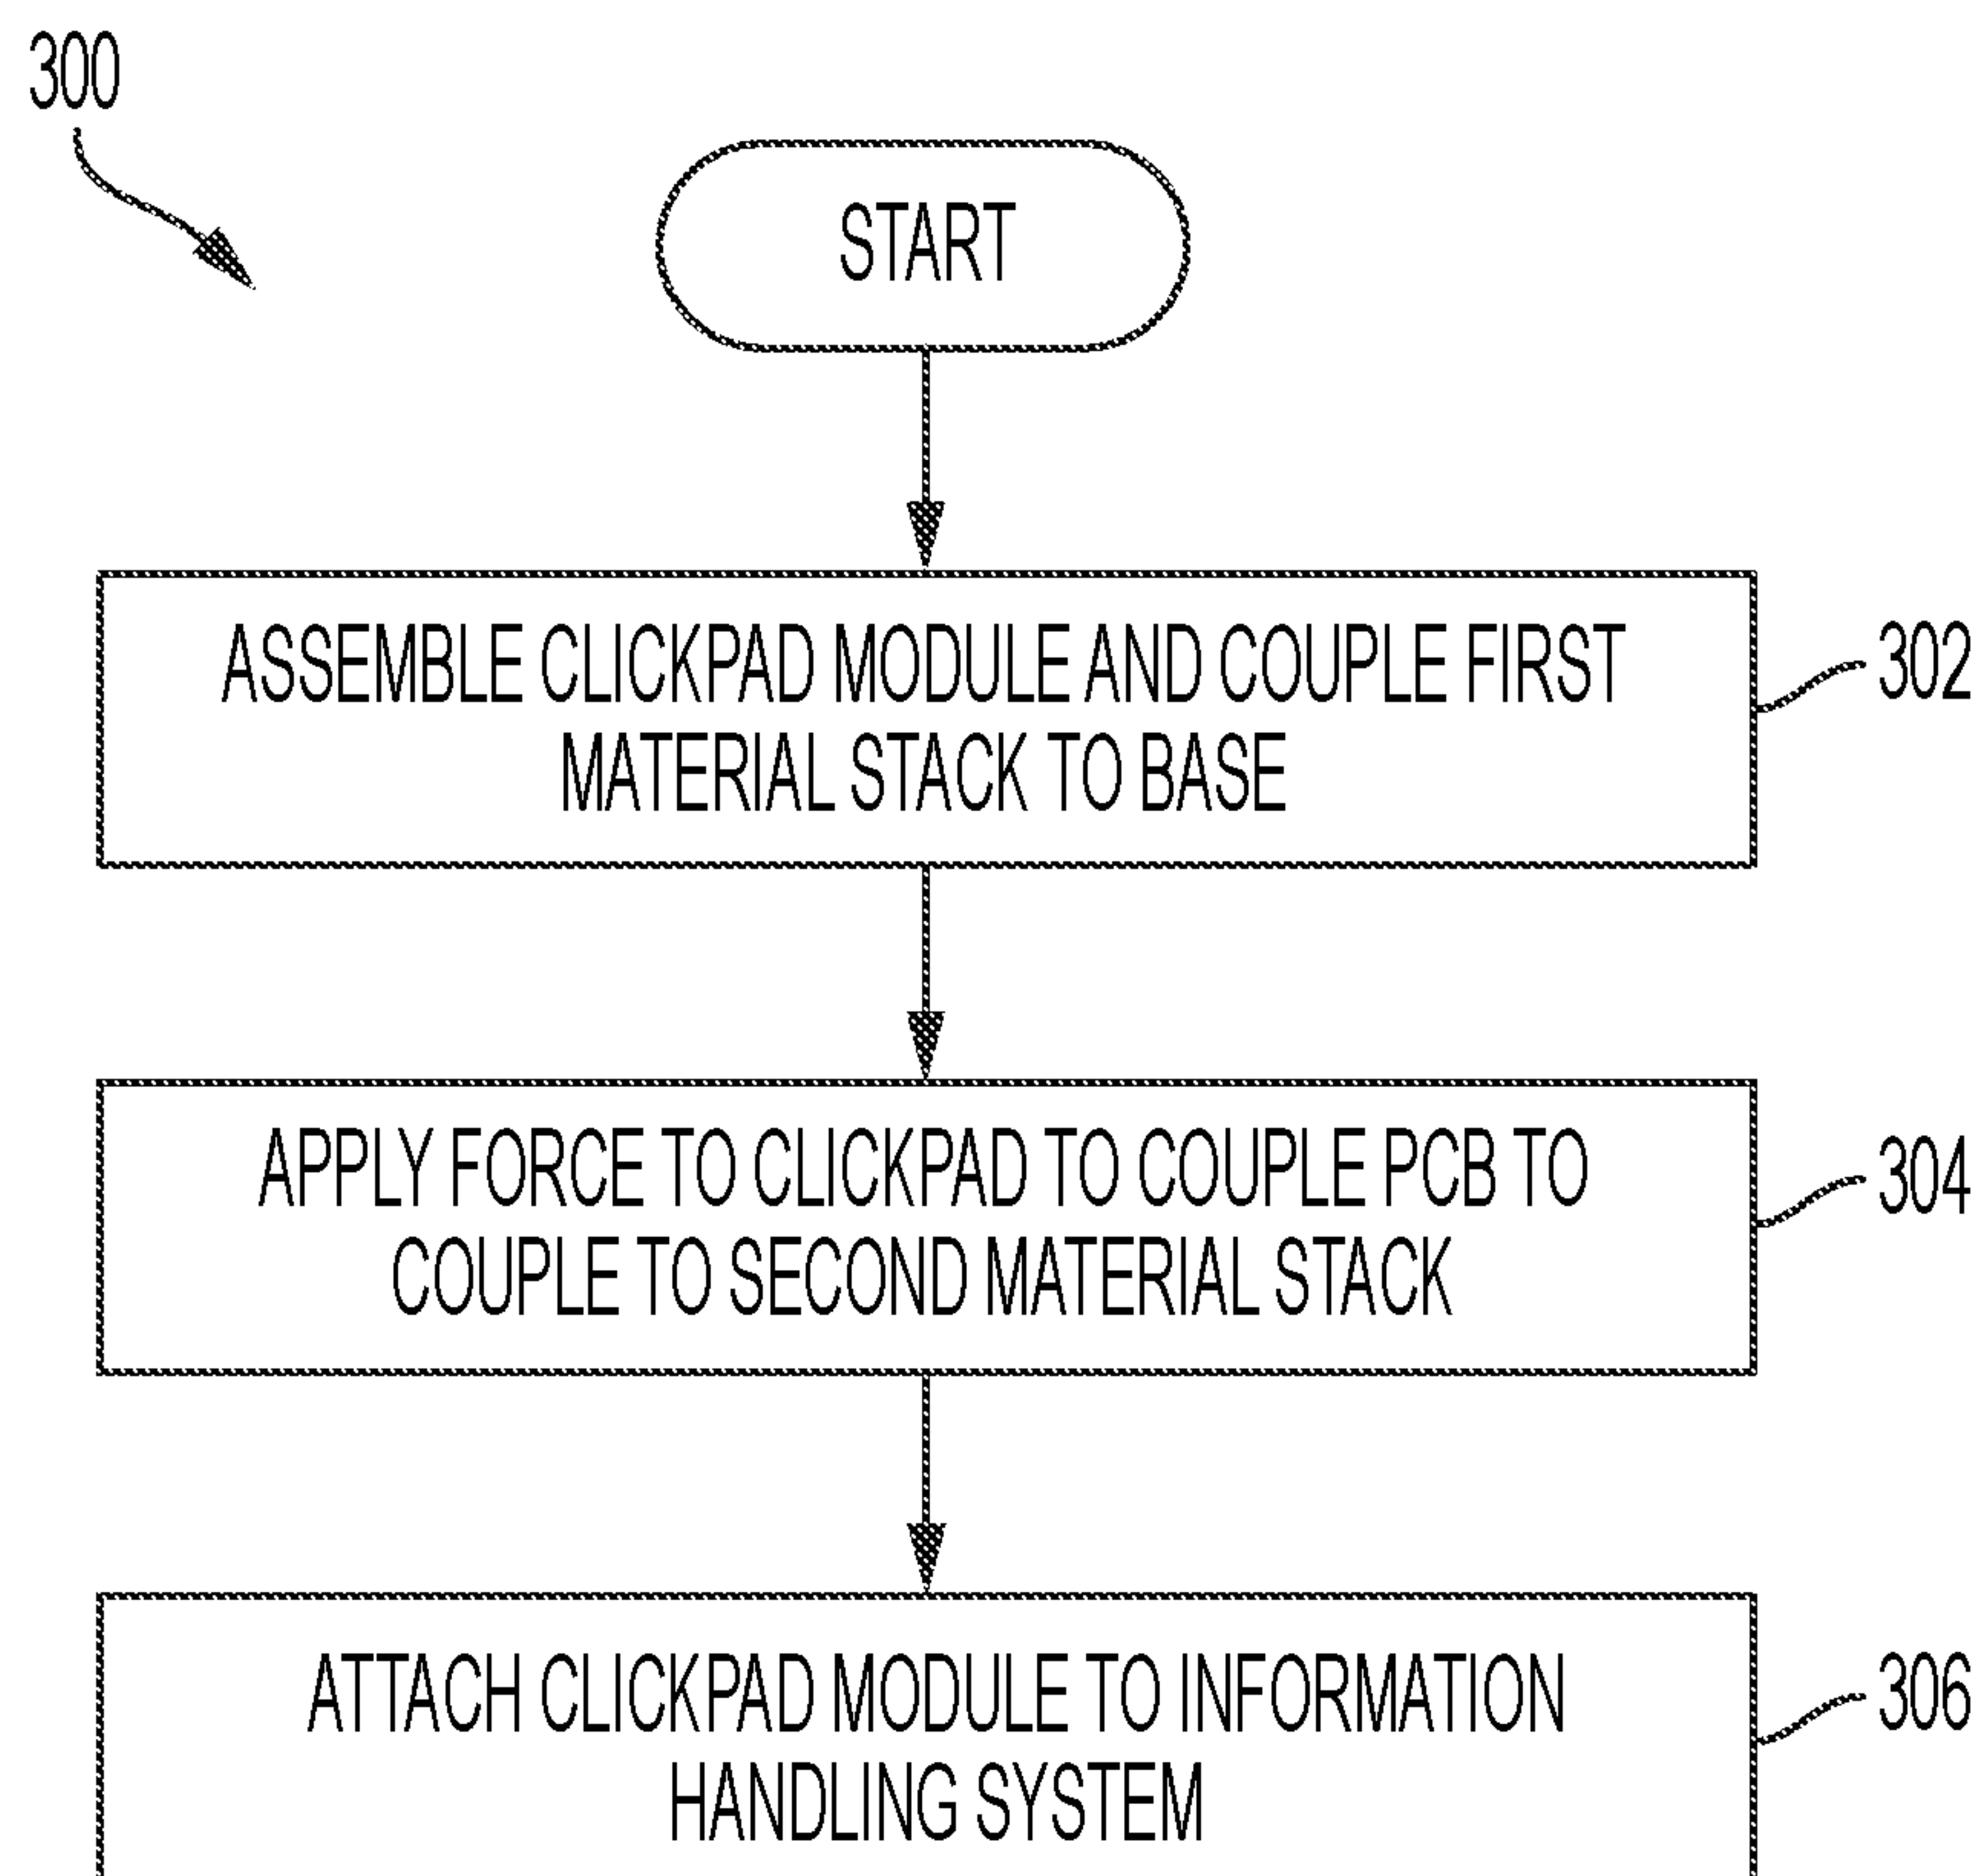 300
START
ASSEMBLE CLICKPAD MODULE AND COUPLE FIRST
MATERIAL STACK TO BASE
302
APPLY FORCE TO CLICKPAD TO COUPLE PCB TO
COUPLE TO SECOND MATERIAL STACK
304
ATTACH CLICKPAD MODULE TO INFORMATION
HANDLING SYSTEM
306